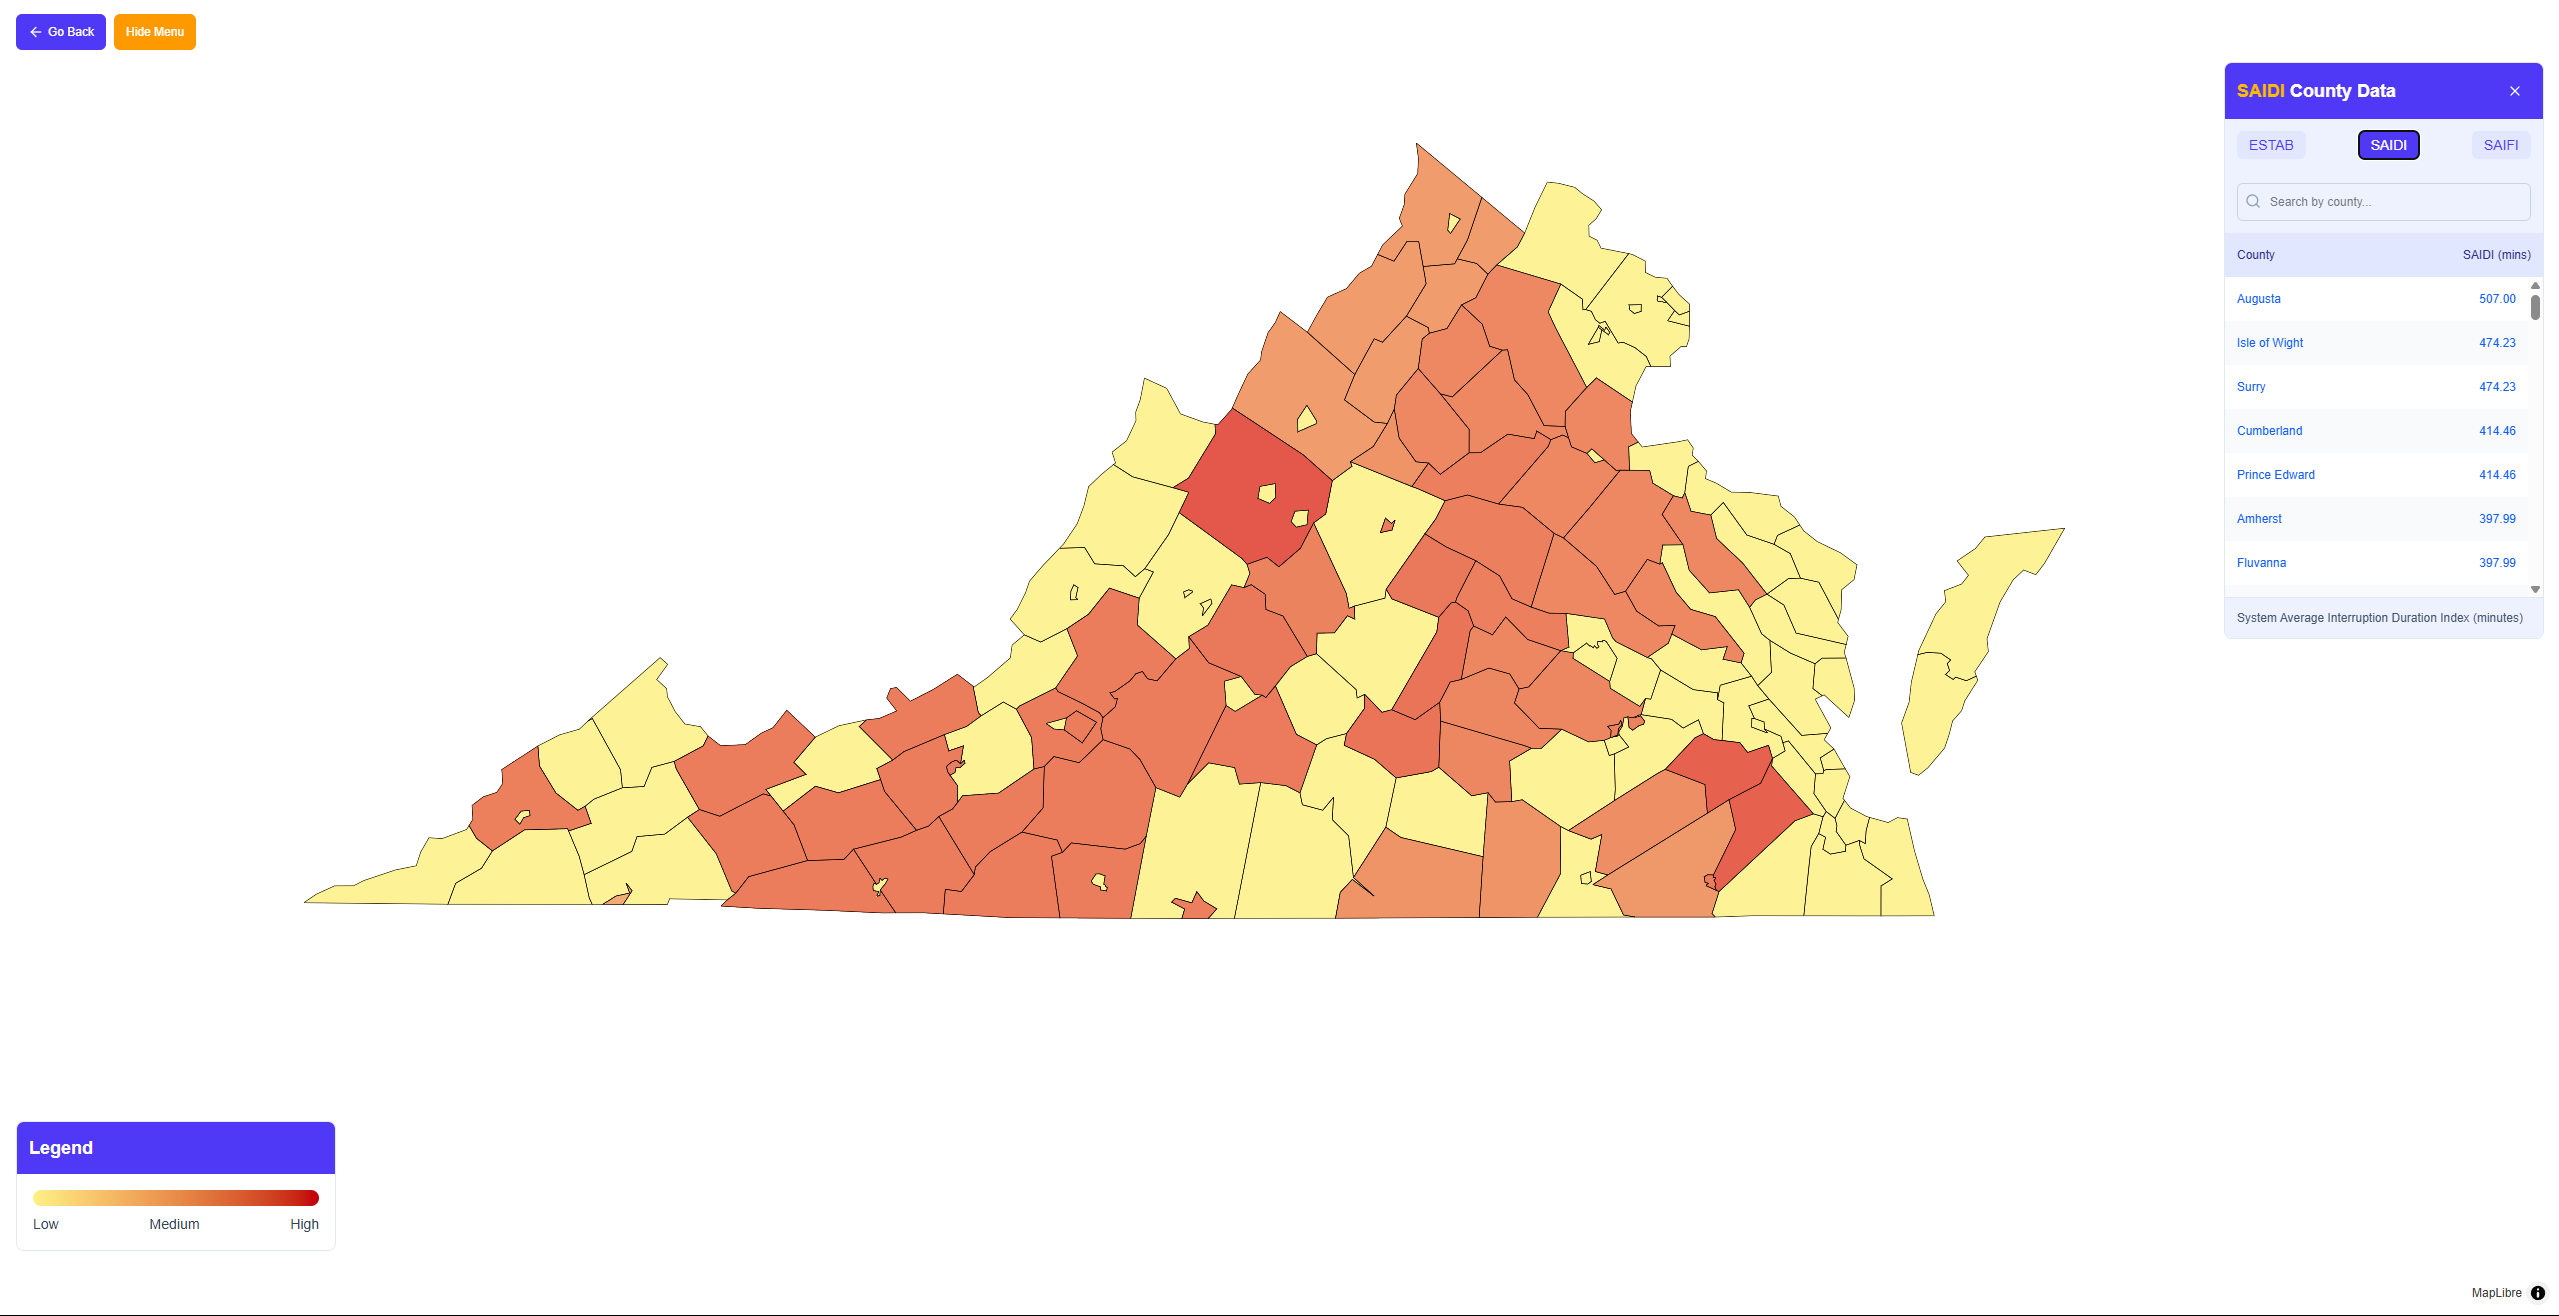 Go Back
Hide Menu
SAIDI County Data
ESTAB SAIDI SAIFI
Search by county...
County SAIDI (mins)
Augusta 507.00
Isle of Wight 474.23
Surry 474.23
Cumberland 414.46
Prince Edward 414.46
Amherst 397.99
Fluvanna 397.99
System Average Interruption Duration Index (minutes)
Legend
Low Medium High
MapLibre